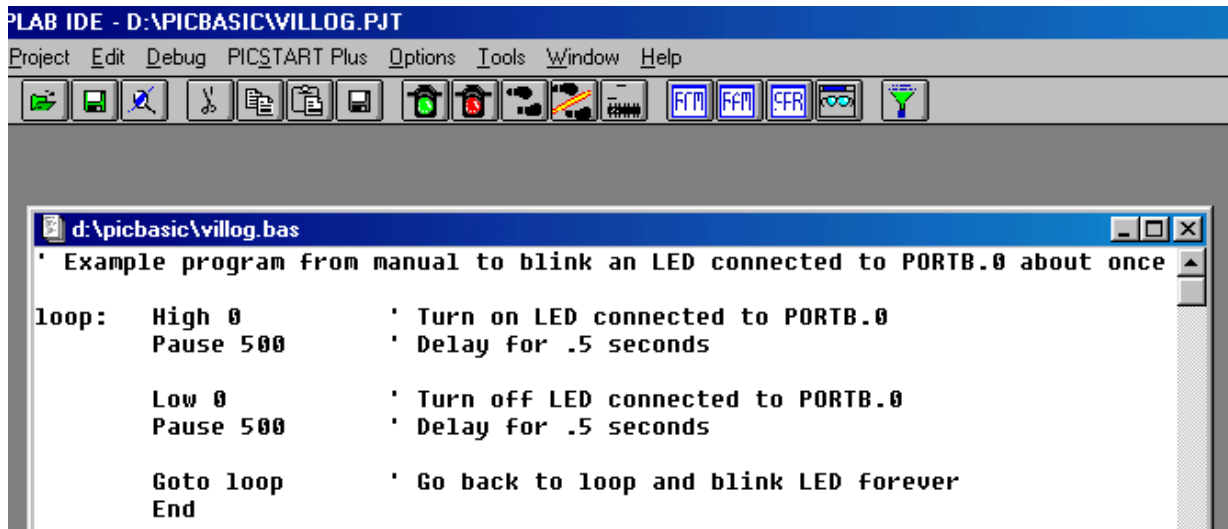 PLAB IDE - D:\PICBASIC\VILLOG.PJT
Project Edit Debug PICSTART Plus Options Tools Window Help
d:\picbasic\villog.bas
' Example program from manual to blink an LED connected to PORTB.0 about once
loop: High 0 ' Turn on LED connected to PORTB.0
Pause 500 ' Delay for .5 seconds
Low 0 ' Turn off LED connected to PORTB.0
Pause 500 ' Delay for .5 seconds
Goto loop ' Go back to loop and blink LED forever
End